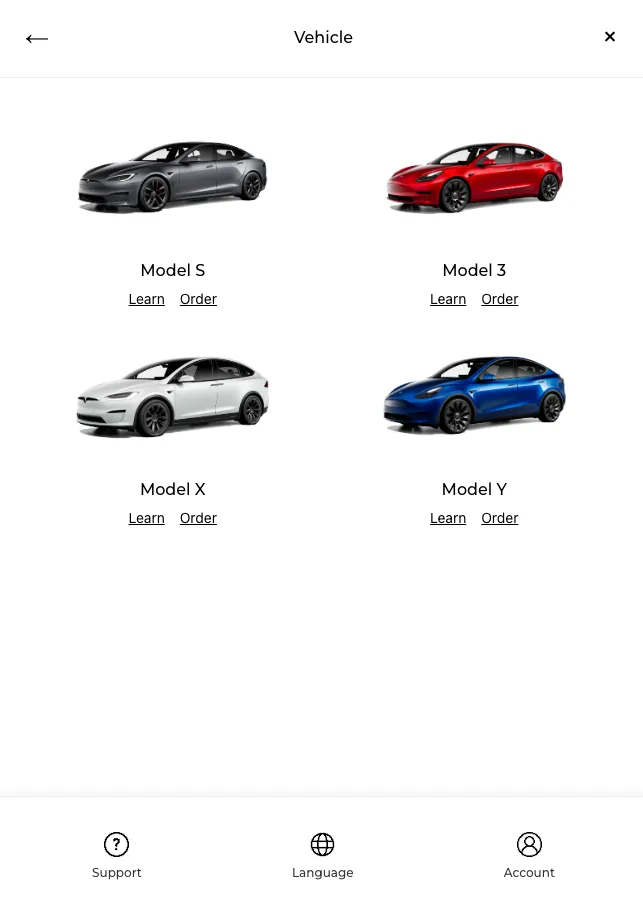 Vehicle
Model S
Learn Order
Model 3
Learn Order
Model X
Learn Order
Model Y
Learn Order
Support
Language
Account